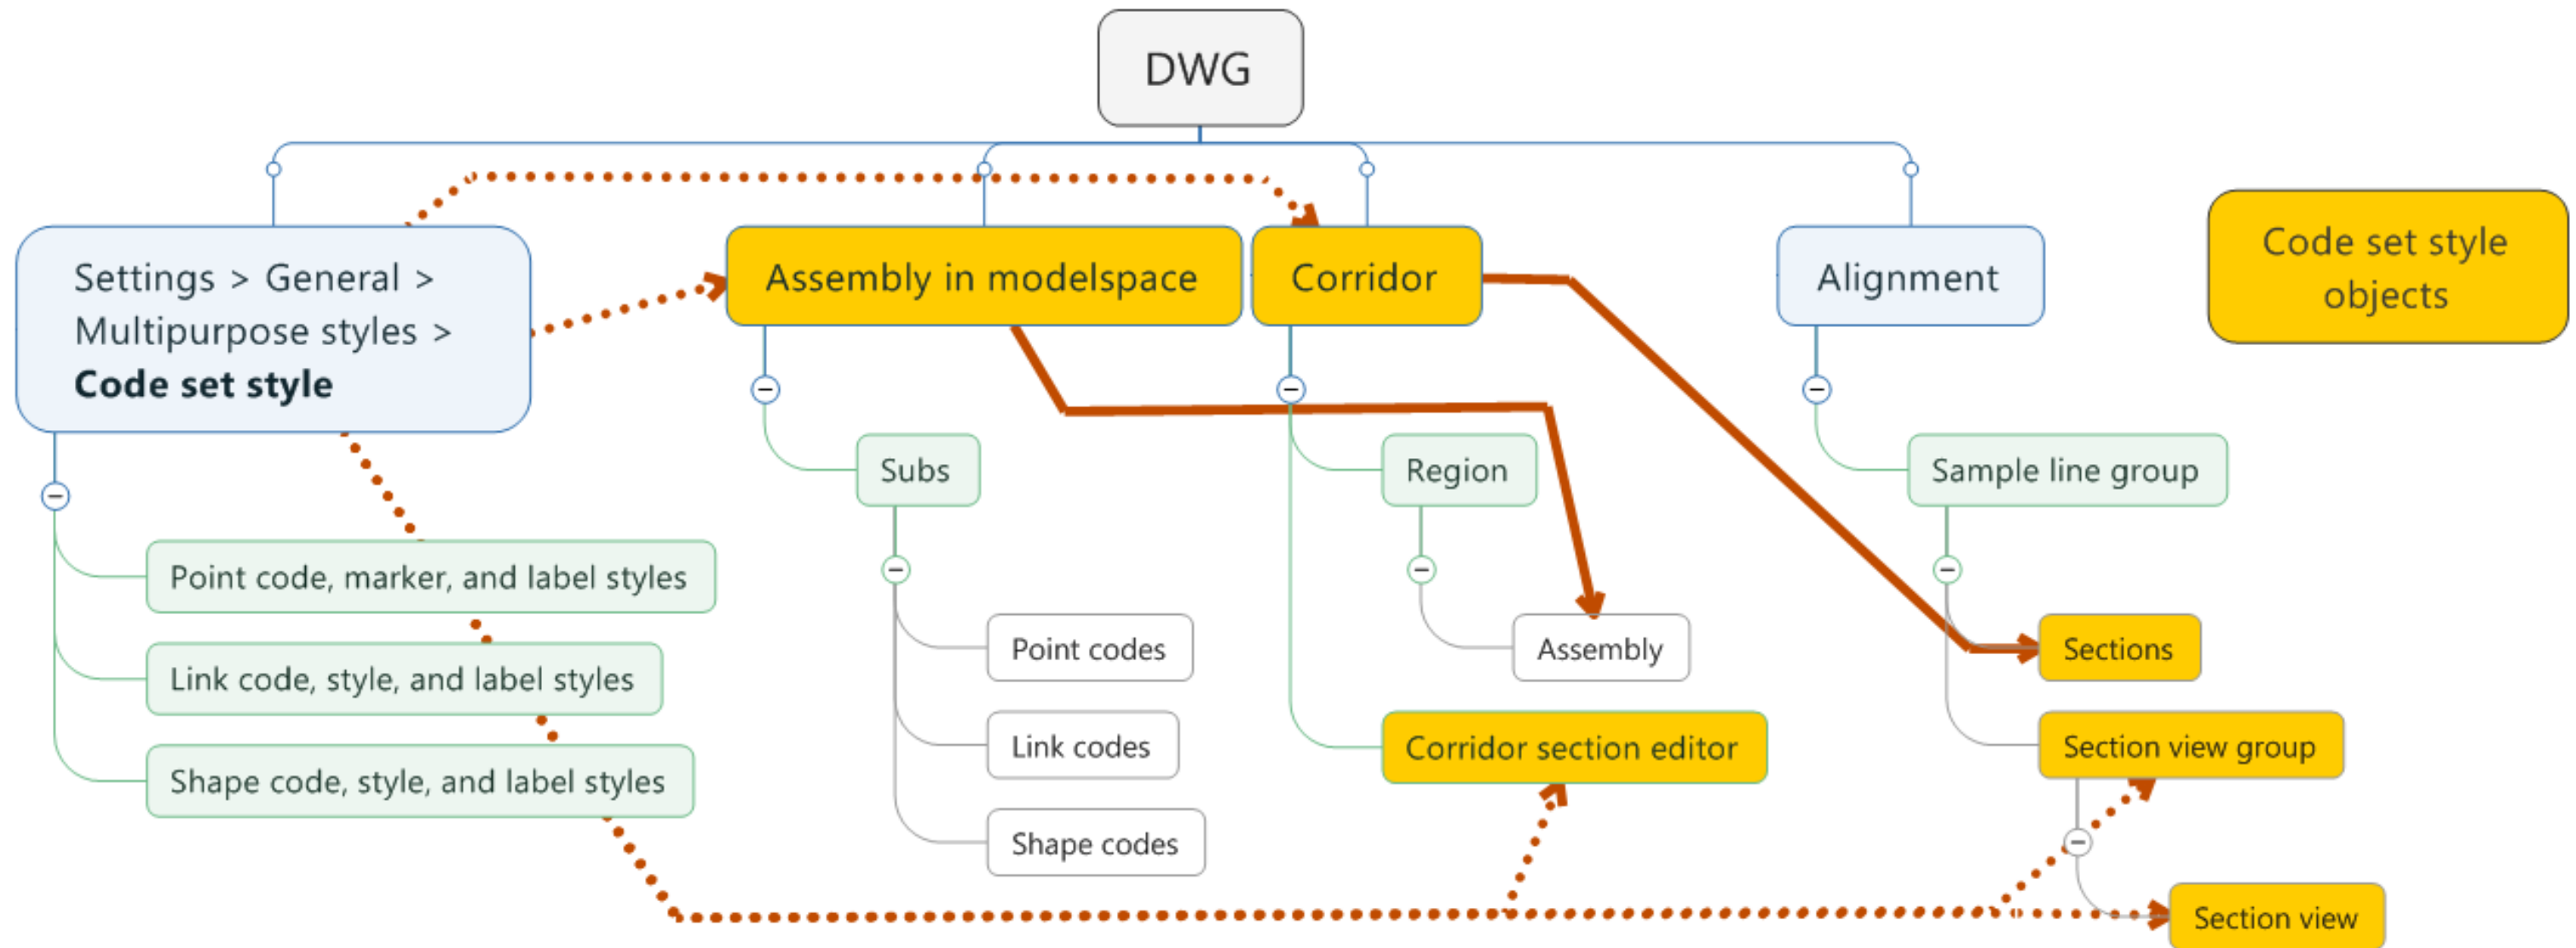 DWG
Settings > General >
Multipurpose styles >
Code set style
Assembly in modelspace
Corridor
Alignment
Code set style
objects
Subs
Region
Sample line group
Point code, marker, and label styles
Link code, style, and label styles
Shape code, style, and label styles
Point codes
Link codes
Shape codes
Assembly
Corridor section editor
Sections
Section view group
Section view